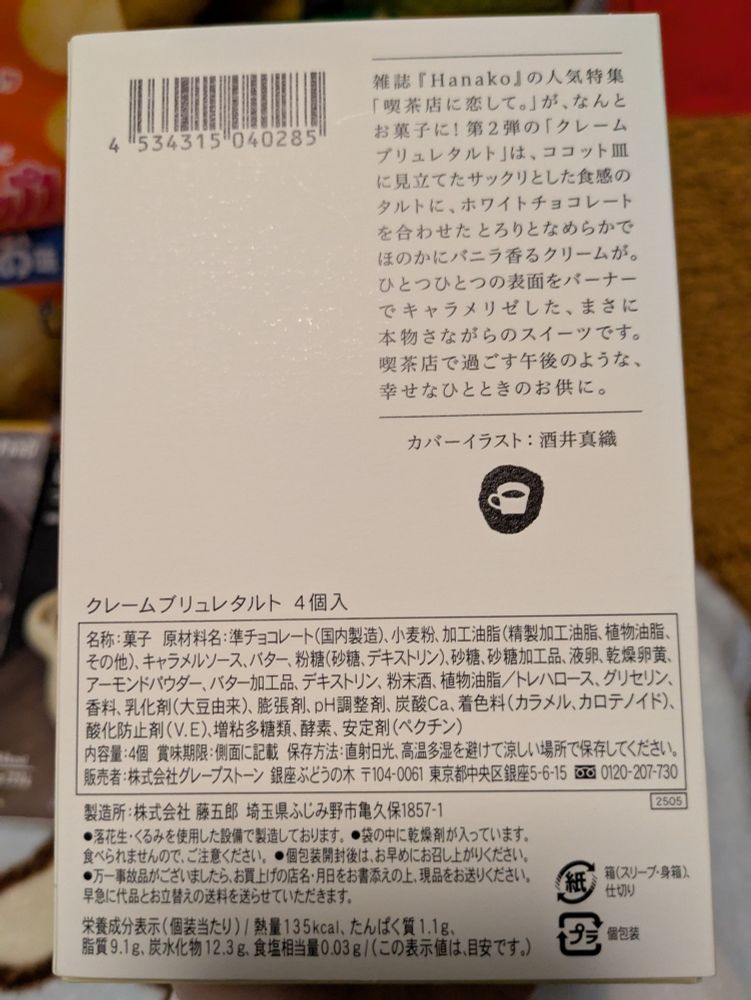 4 534315 040285
雑誌『Hanako』の人気特集
「喫茶店に恋して。」が、なんと
お菓子に！第2弾の「クレーム
ブリュレタルト」は、ココット皿
に見立てたサックリとした食感の
タルトに、ホワイトチョコレート
を合わせたとろりとなめらかで
ほのかにバニラ香るクリームが。
ひとつひとつの表面をバーナー
でキャラメリゼした、まさに
本物さながらのスイーツです。
喫茶店で過ごす午後のような、
幸せなひとときのお供に。
カバーイラスト：酒井真織
クレームブリュレタルト 4個入
名称：菓子 原材料名：準チョコレート（国内製造）、小麦粉、加工油脂（精製加工油脂、植物油脂、
その他）、キャラメルソース、バター、粉糖（砂糖、デキストリン）、砂糖、砂糖加工品、液卵、乾燥卵黄、
アーモンドパウダー、バター加工品、デキストリン、粉末酒、植物油脂／トレハロース、グリセリン、
香料、乳化剤（大豆由来）、膨張剤、pH調整剤、炭酸Ca、着色料（カラメル、カロテノイド）、
酸化防止剤（V.E）、増粘多糖類、酵素、安定剤（ペクチン）
内容量：4個 賞味期限：側面に記載 保存方法：直射日光、高温多湿を避けて涼しい場所で保存してください。
販売者：株式会社グレープストーン 銀座ぶどうの木 〒104-0061 東京都中央区銀座5-6-15 0120-207-730
2505
製造所：株式会社 藤五郎 埼玉県ふじみ野市亀久保1857-1
●落花生・くるみを使用した設備で製造しております。●袋の中に乾燥剤が入っています。
食べられませんので、ご注意ください。●個包装開封後は、お早めにお召し上がりください。
●万一事故品がございましたら、お買上げの店名・月日をお書添えの上、現品をお送りください。
早急に代品とお立替えの送料を送らせていただきます。
栄養成分表示（個装当たり）／熱量135kcal、たんぱく質1.1g、
脂質9.1g、炭水化物12.3g、食塩相当量0.03g／（この表示値は、目安です。）
紙
箱（スリーブ・身箱）、
仕切り
プラ
個包装